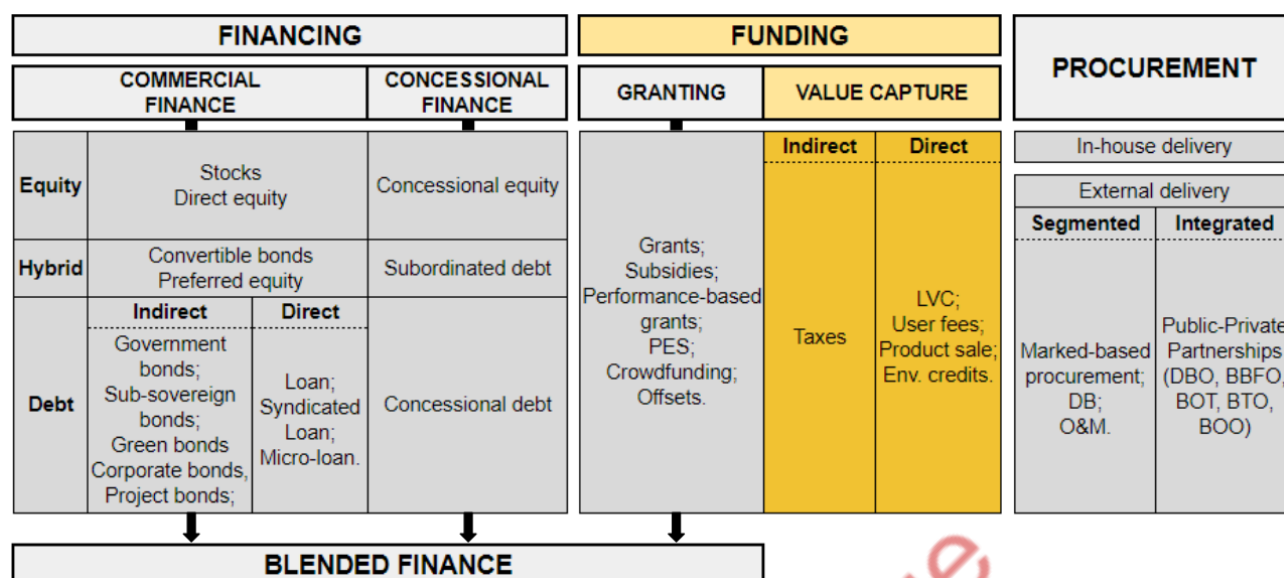 FINANCING
FUNDING
PROCUREMENT
COMMERCIAL
FINANCE
CONCESSIONAL
FINANCE
GRANTING
VALUE CAPTURE
Equity
Stocks
Direct equity
Concessional equity
Hybrid
Convertible bonds
Preferred equity
Subordinated debt
Debt
Indirect
Government
bonds;
Sub-sovereign
bonds;
Green bonds
Corporate bonds,
Project bonds;
Direct
Loan;
Syndicated
Loan;
Micro-loan.
Concessional debt
Grants;
Subsidies;
Performance-based
grants;
PES;
Crowdfunding;
Offsets.
Indirect
Taxes
Direct
LVC;
User fees;
Product sale;
Env. credits.
In-house delivery
External delivery
Segmented
Marked-based
procurement;
DB;
O&M.
Integrated
Public-Private
Partnerships
(DBO, BBFO,
BOT, BTO,
BOO)
BLENDED FINANCE